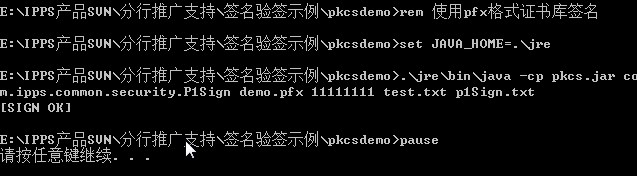 E:\IPPS产品SVN\分行推广支持\签名验签示例\pkcsdemo>rem 使用pfx格式证书库签名
E:\IPPS产品SVN\分行推广支持\签名验签示例\pkcsdemo>set JAVA_HOME=.\jre
E:\IPPS产品SVN\分行推广支持\签名验签示例\pkcsdemo>.\jre\bin\java -cp pkcs.jar co
m.ipps.common.security.P1Sign demo.pfx 11111111 test.txt p1Sign.txt
[SIGN OK]
E:\IPPS产品SVN\分行推广支持\签名验签示例\pkcsdemo>pause
请按任意键继续. . .